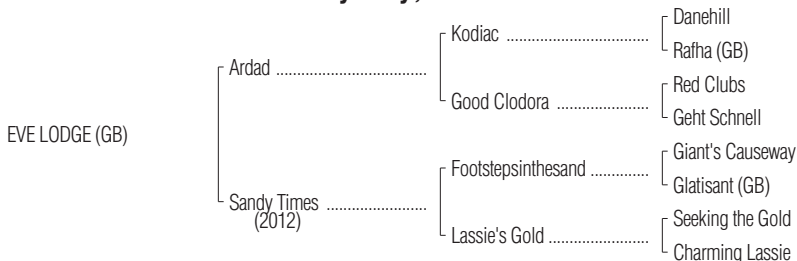 Danehill
Kodiac
Rafha (GB)
Ardad
Red Clubs
Good Clodora
Geht Schnell
EVE LODGE (GB)
Giant's Causeway
Footstepsinthesand
Glatisant (GB)
Sandy Times
(2012)
Seeking the Gold
Lassie's Gold
Charming Lassie